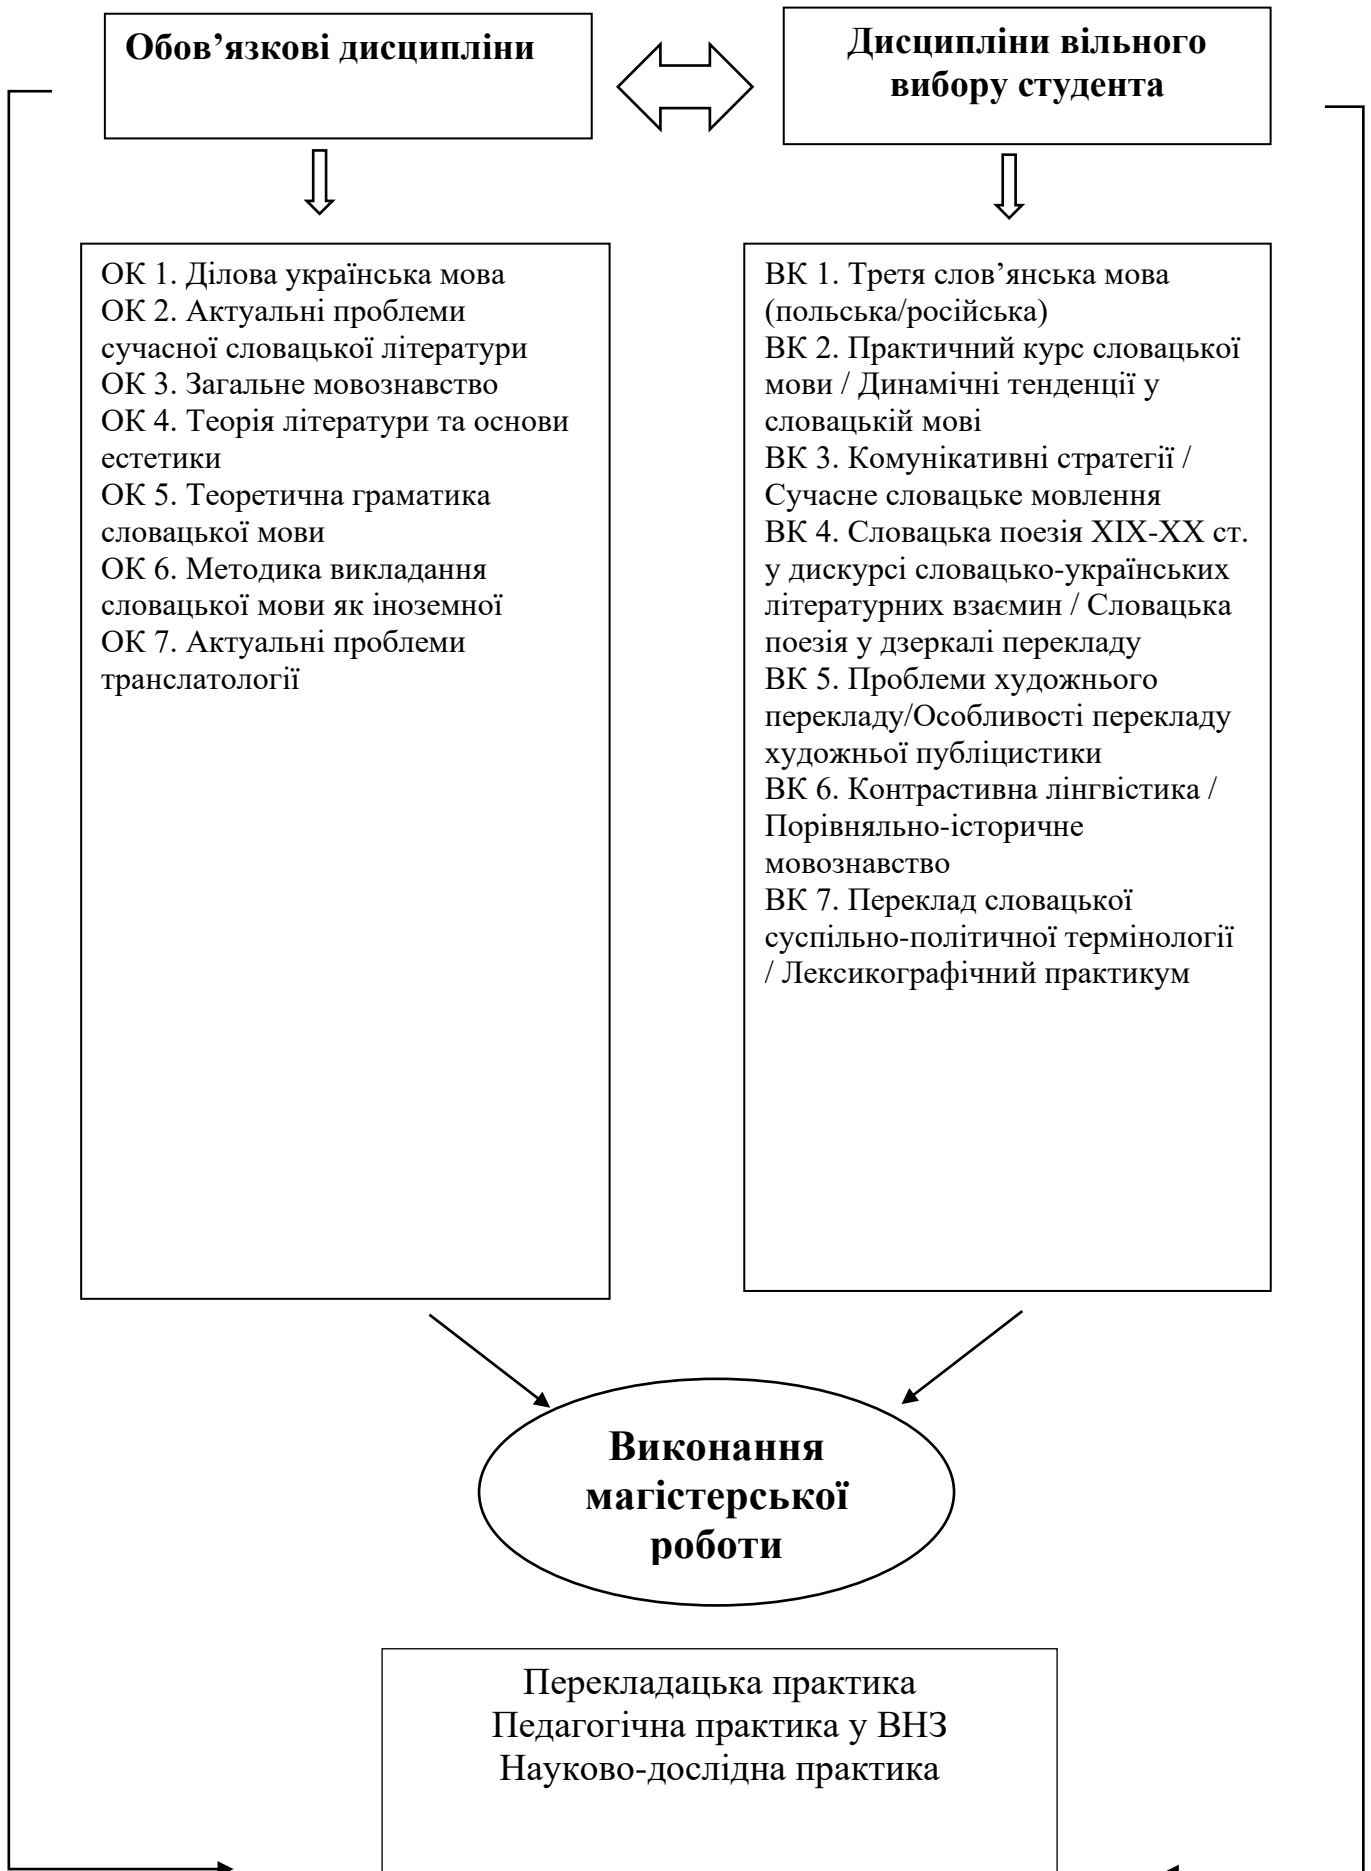 Обов’язкові дисципліни
Дисципліни вільного
вибору студента
ОК 1. Ділова українська мова
ОК 2. Актуальні проблеми
сучасної словацької літератури
ОК 3. Загальне мовознавство
ОК 4. Теорія літератури та основи
естетики
ОК 5. Теоретична граматика
словацької мови
ОК 6. Методика викладання
словацької мови як іноземної
ОК 7. Актуальні проблеми
транслатології
ВК 1. Третя слов’янська мова
(польська/російська)
ВК 2. Практичний курс словацької
мови / Динамічні тенденції у
словацькій мові
ВК 3. Комунікативні стратегії /
Сучасне словацьке мовлення
ВК 4. Словацька поезія ХІХ-ХХ ст.
у дискурсі словацько-українських
літературних взаємин / Словацька
поезія у дзеркалі перекладу
ВК 5. Проблеми художнього
перекладу/Особливості перекладу
художньої публіцистики
ВК 6. Контрастивна лінгвістика /
Порівняльно-історичне
мовознавство
ВК 7. Переклад словацької
суспільно-політичної термінології
/ Лексикографічний практикум
Виконання
магістерської
роботи
Перекладацька практика
Педагогічна практика у ВНЗ
Науково-дослідна практика